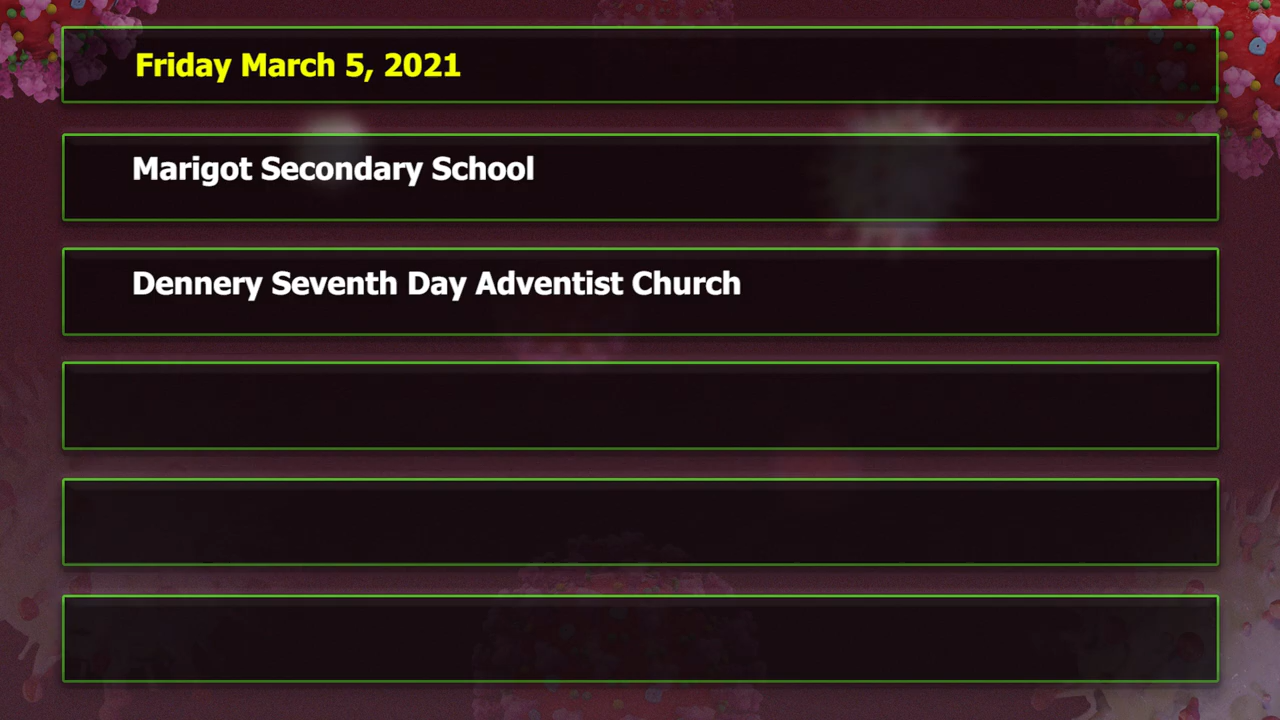 Friday March 5, 2021
Marigot Secondary School
Dennery Seventh Day Adventist Church